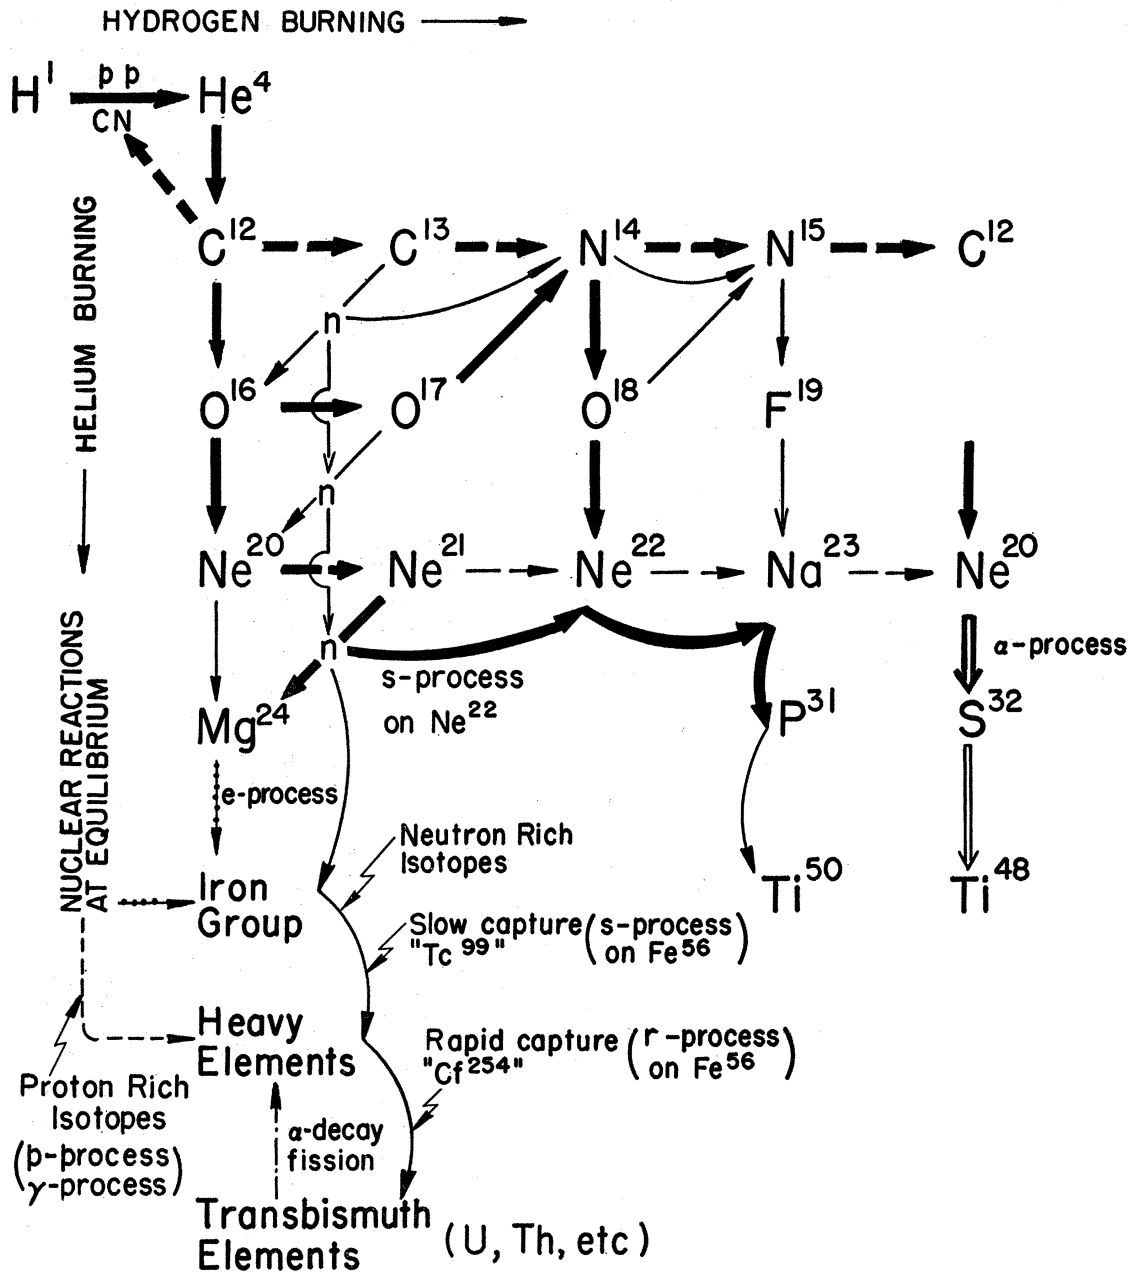 HYDROGEN BURNING
H¹ pp He⁴
CN
HELIUM BURNING
C¹² C¹³ N¹⁴ N¹⁵ C¹²
n
O¹⁶ O¹⁷ O¹⁸ F¹⁹
n
Ne²⁰ Ne²¹ Ne²² Na²³ Ne²⁰
NUCLEAR REACTIONS
AT EQUILIBRIUM
n
α-process
s-process
on Ne²²
Mg²⁴ P³¹ S³²
e-process
Neutron Rich
Isotopes
Iron
Group
Ti⁵⁰ Ti⁴⁸
Slow capture (s-process
"Tc⁹⁹" on Fe⁵⁶)
Heavy
Elements
Rapid capture (r-process
"Cf²⁵⁴" on Fe⁵⁶)
Proton Rich
Isotopes
(p-process
γ-process)
α-decay
fission
Transbismuth
Elements
(U, Th, etc)